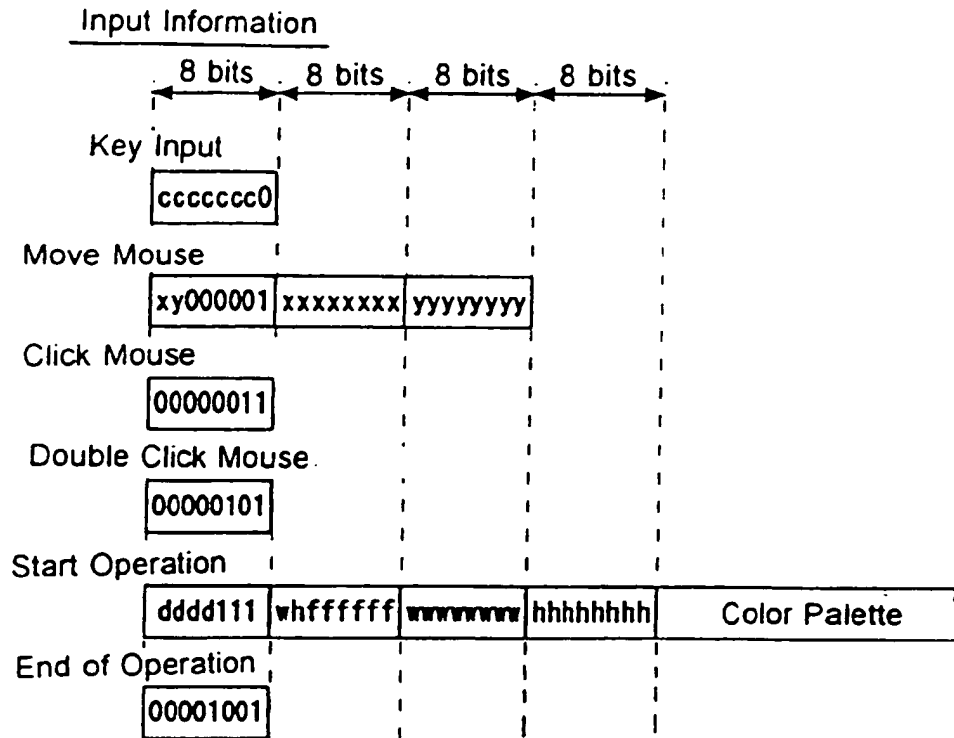 Input Information
8 bits 8 bits 8 bits 8 bits
Key Input
ccccccc0
Move Mouse
xy000001 xxxxxxxx yyyyyyyy
Click Mouse
00000011
Double Click Mouse
00000101
Start Operation
dddd111 whffffff wwwwwwww hhhhhhhh Color Palette
End of Operation
00001001